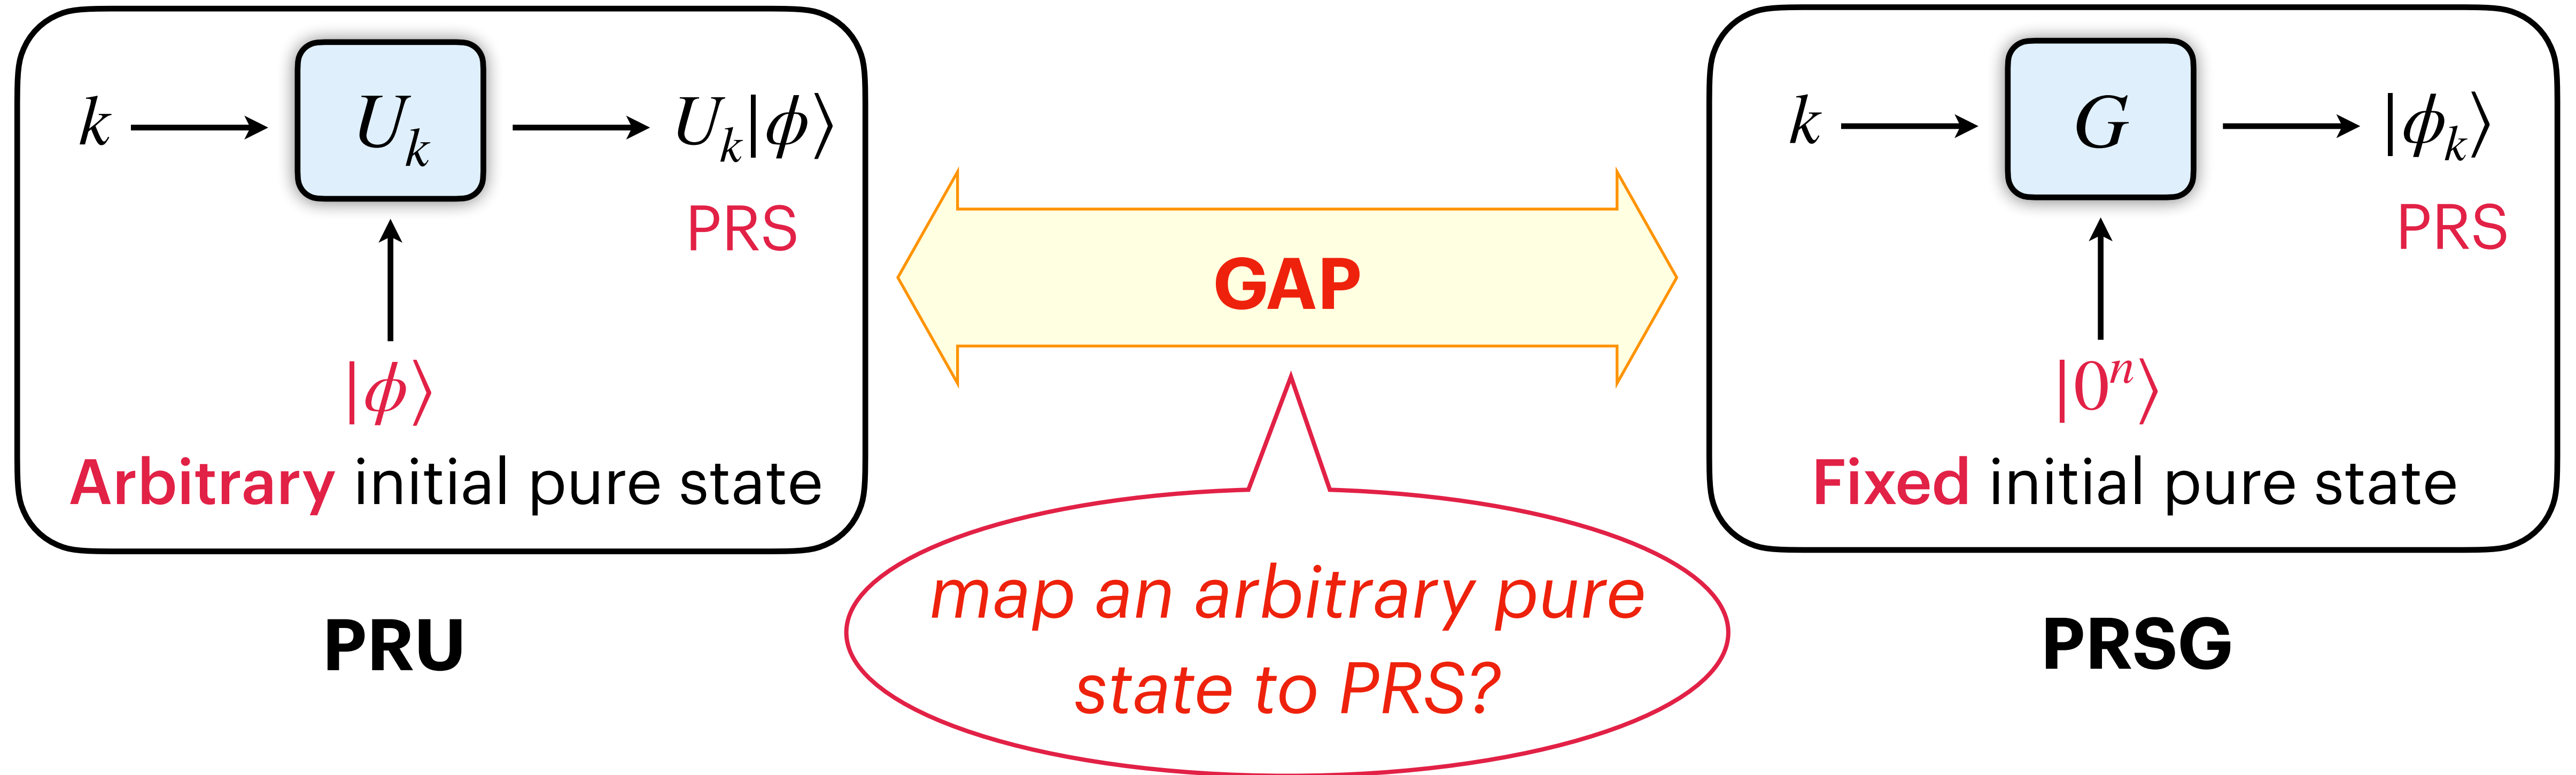 k → U_k → U_k|ϕ⟩
PRS
|ϕ⟩
Arbitrary initial pure state
PRU
GAP
map an arbitrary pure
state to PRS?
k → G → |ϕ_k⟩
PRS
|0^n⟩
Fixed initial pure state
PRSG